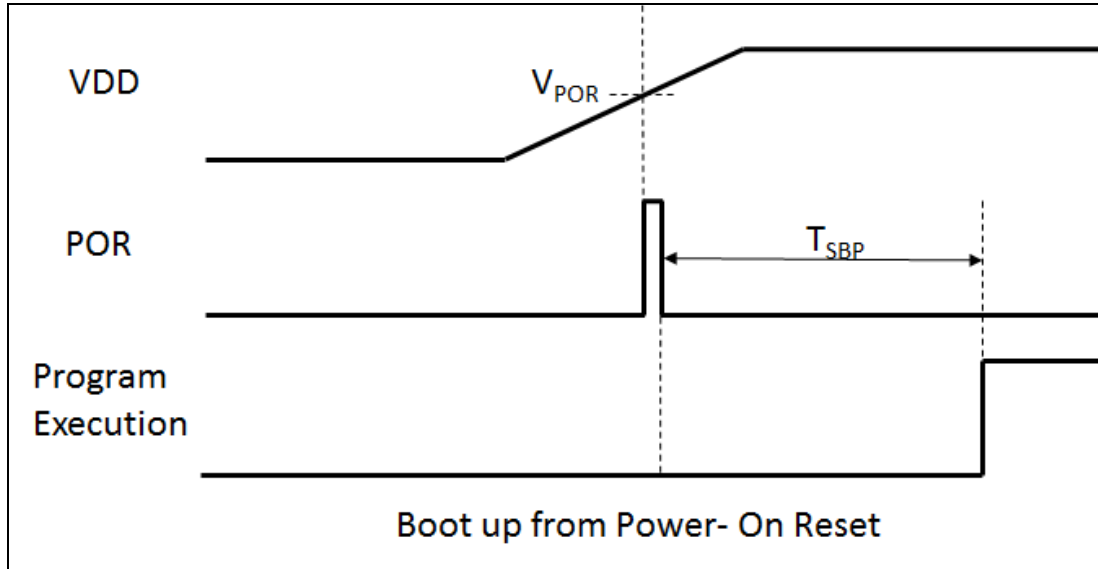 VDD
VPOR
POR
TSBP
Program
Execution
Boot up from Power- On Reset